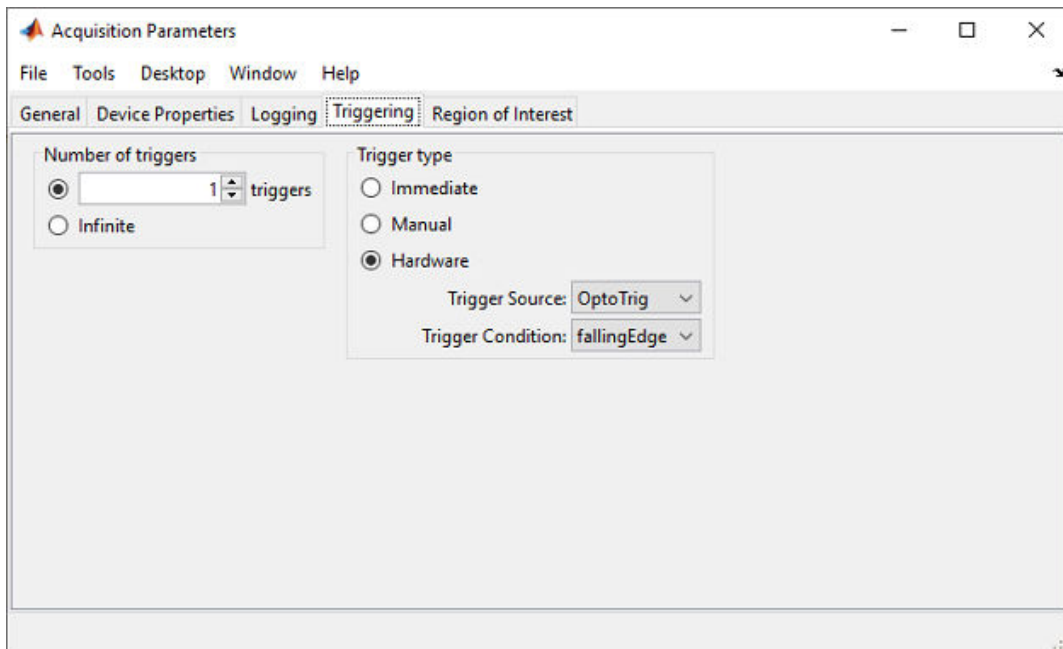 Acquisition Parameters
File Tools Desktop Window Help
General Device Properties Logging Triggering Region of Interest
Number of triggers
1 triggers
Infinite
Trigger type
Immediate
Manual
Hardware
Trigger Source: OptoTrig
Trigger Condition: fallingEdge